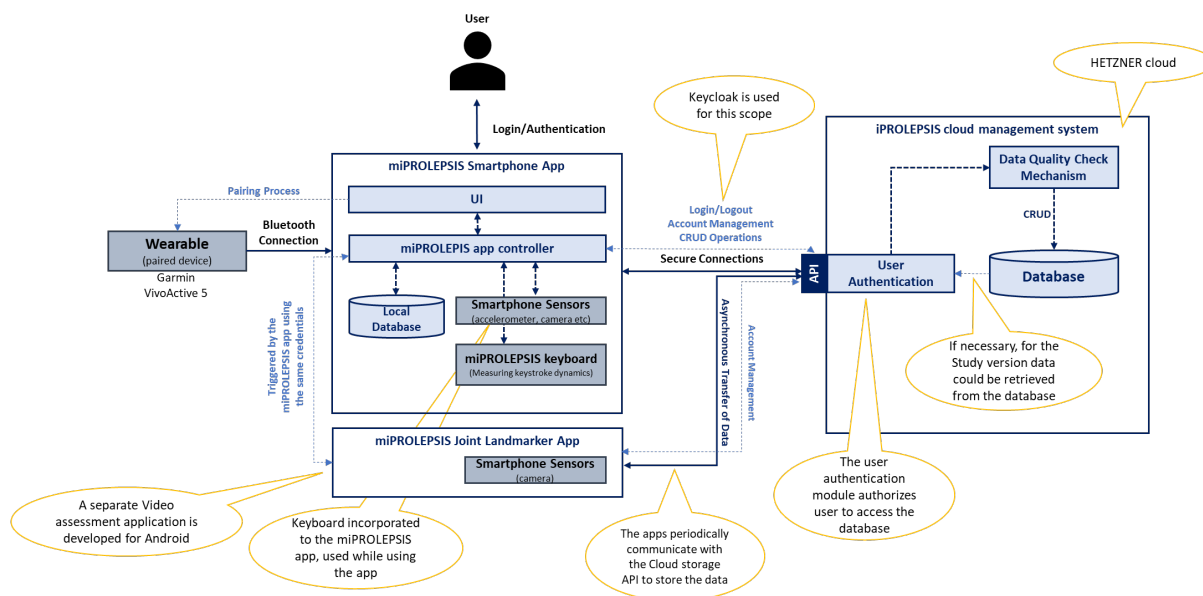 User
Login/Authentication
HETZNER cloud
Keycloak is used
for this scope
iPROLEPSIS cloud management system
Data Quality Check
Mechanism
CRUD
Database
API
User
Authentication
miPROLEPSIS Smartphone App
UI
miPROLEPIS app controller
Local
Database
Smartphone Sensors
(accelerometer, camera etc)
miPROLEPSIS keyboard
(Measuring keystroke dynamics)
Pairing Process
Bluetooth
Connection
Wearable
(paired device)
Garmin
VivoActive 5
Login/Logout
Account Management
CRUD Operations
Secure Connections
Triggered by the
miPROLEPSIS app using
the same credentials
Asynchronous Transfer of Data
Account Management
If necessary, for the
Study version data
could be retrieved
from the database
miPROLEPSIS Joint Landmarker App
Smartphone Sensors
(camera)
A separate Video
assessment application is
developed for Android
Keyboard incorporated
to the miPROLEPSIS
app, used while using
the app
The apps periodically
communicate with
the Cloud storage
API to store the data
The user
authentication
module authorizes
user to access the
database